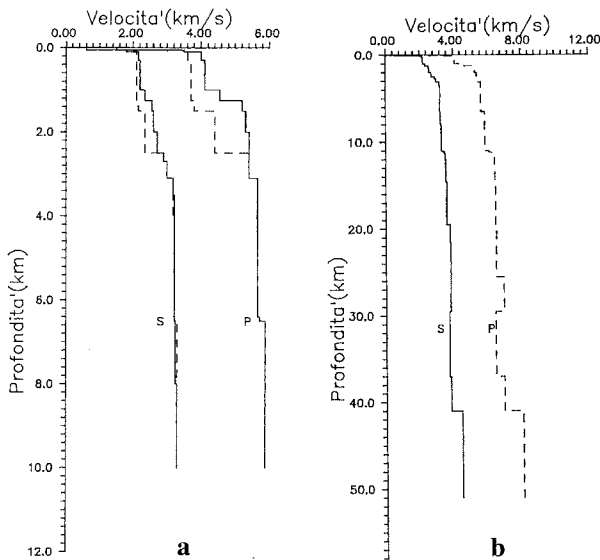 Velocita'(km/s)
0.00 2.00 4.00 6.00
0.0
2.0
4.0
6.0
8.0
10.0
12.0
Profondita'(km)
S P
a
Velocita'(km/s)
0.00 4.00 8.00 12.00
0.0
10.0
20.0
30.0
40.0
50.0
Profondita'(km)
S P
b